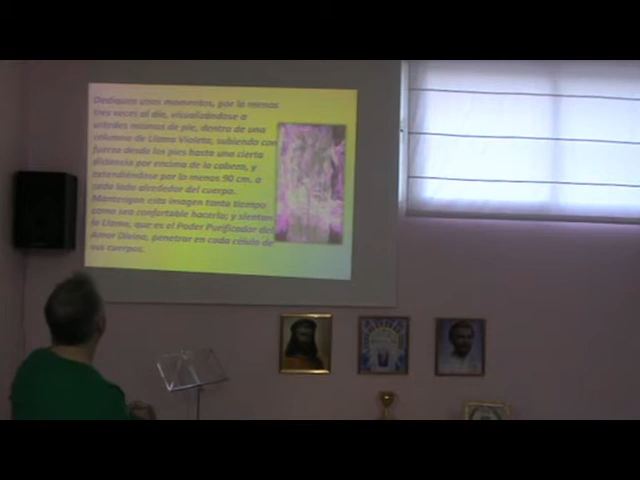 Dediquen unos momentos, por lo menos
tres veces al día, visualizándose a
ustedes mismos de pie, dentro de una
columna de Llama Violeta, subiendo con
fuerza desde los pies hasta una cierta
distancia por encima de la cabeza, y
extendiéndose por lo menos 90 cm. a
cada lado alrededor del cuerpo.
Mantengan esta imagen tanto tiempo
como sea confortable hacerlo; y sientan
la Llama, que es el Poder Purificador del
Amor Divino, penetrar en cada célula de
sus cuerpos.